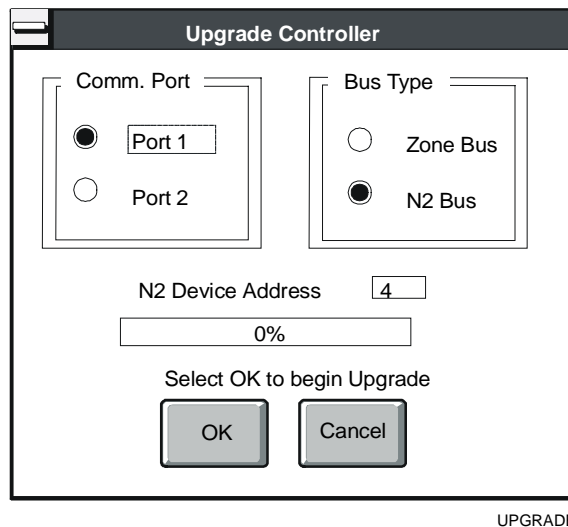 Upgrade Controller
Comm. Port
Bus Type
Port 1
Zone Bus
Port 2
N2 Bus
N2 Device Address 4
0%
Select OK to begin Upgrade
OK
Cancel